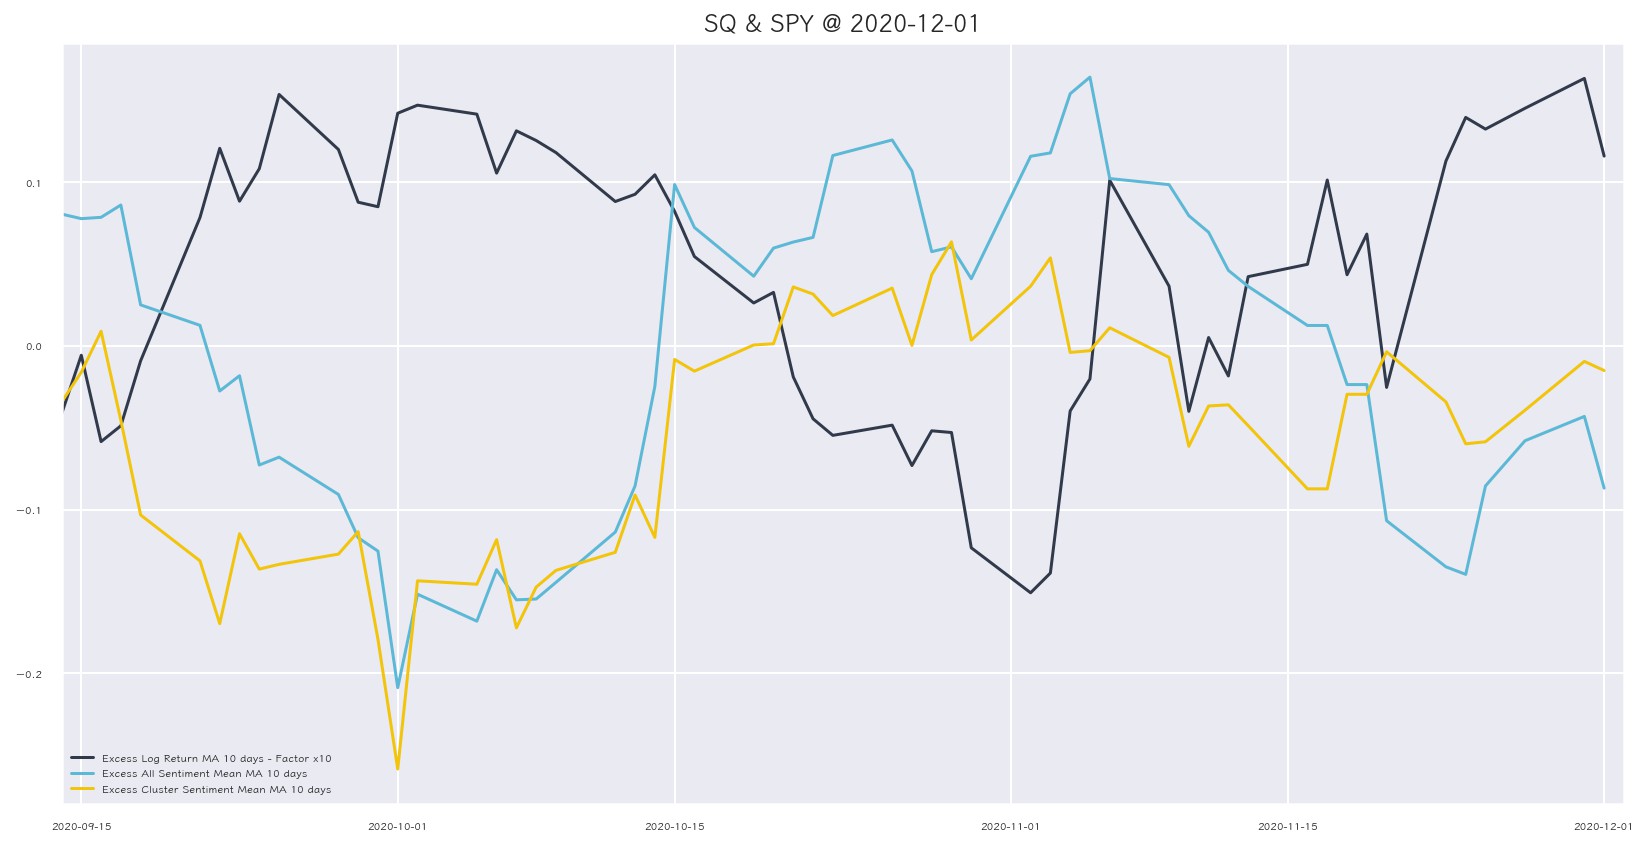 SQ & SPY @ 2020-12-01
0.1
0.0
−0.1
−0.2
Excess Log Return MA 10 days - Factor x10
Excess All Sentiment Mean MA 10 days
Excess Cluster Sentiment Mean MA 10 days
2020-09-15 2020-10-01 2020-10-15 2020-11-01 2020-11-15 2020-12-01